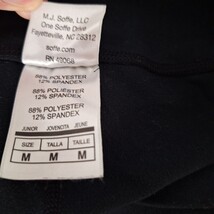 M.J. Soffe, LLC
One Soffe Drive
Fayetteville, NC 28312
soffe.com
RN 49068
88% POLYESTER
12% SPANDEX
88% POLYESTER
12% SPANDEX
88% POLYESTER
12% SPANDEX
JUNIOR JOVENCITA JEUNE
SIZE TALLA TAILLE
M M M